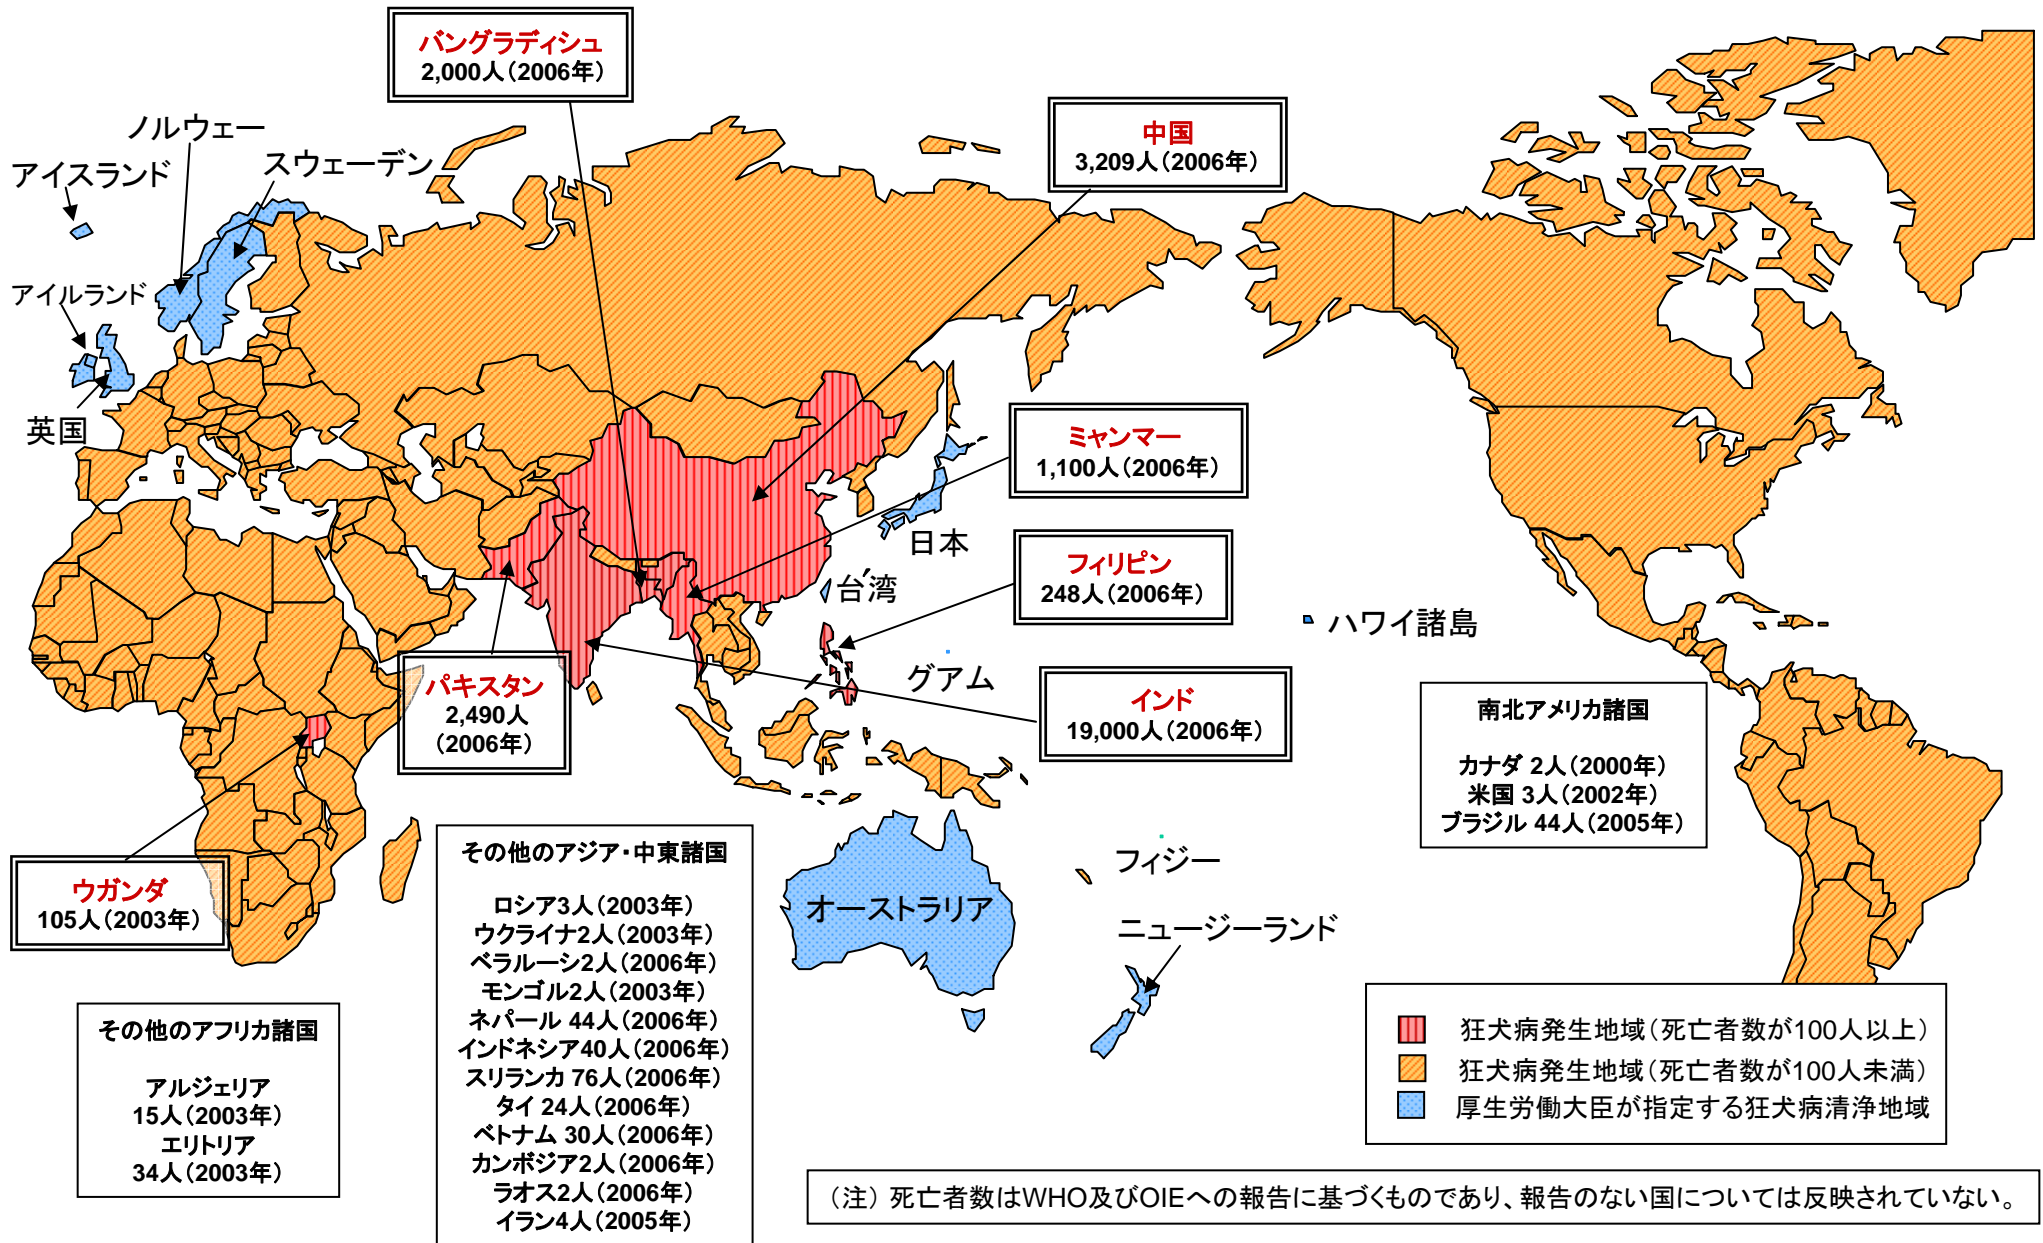 バングラディシュ
2,000人（2006年）
ノルウェー
アイスランド
スウェーデン
中国
3,209人（2006年）
アイルランド
英国
ミャンマー
1,100人（2006年）
日本
フィリピン
248人（2006年）
台湾
ハワイ諸島
グアム
パキスタン
2,490人
（2006年）
インド
19,000人（2006年）
南北アメリカ諸国
カナダ 2人（2000年）
米国 3人（2002年）
ブラジル 44人（2005年）
ウガンダ
105人（2003年）
その他のアジア・中東諸国
ロシア3人（2003年）
ウクライナ2人（2003年）
ベラルーシ2人（2006年）
モンゴル2人（2003年）
ネパール 44人（2006年）
インドネシア40人（2006年）
スリランカ 76人（2006年）
タイ 24人（2006年）
ベトナム 30人（2006年）
カンボジア2人（2006年）
ラオス2人（2006年）
イラン4人（2005年）
オーストラリア
フィジー
ニュージーランド
その他のアフリカ諸国
アルジェリア
15人（2003年）
エリトリア
34人（2003年）
狂犬病発生地域（死亡者数が100人以上）
狂犬病発生地域（死亡者数が100人未満）
厚生労働大臣が指定する狂犬病清浄地域
（注） 死亡者数はWHO及びOIEへの報告に基づくものであり、報告のない国については反映されていない。